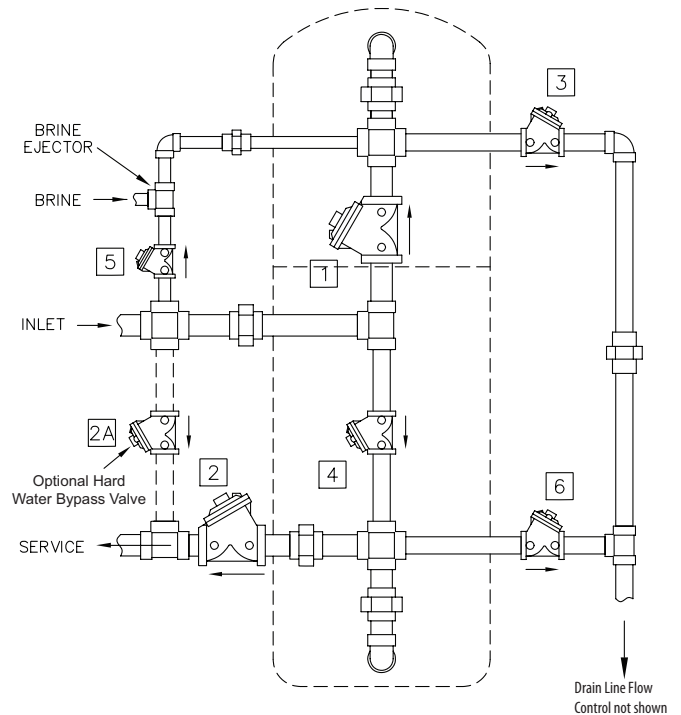 3
BRINE
EJECTOR
BRINE
5
1
INLET
2A
Optional Hard
Water Bypass Valve
2
4
6
SERVICE
Drain Line Flow
Control not shown